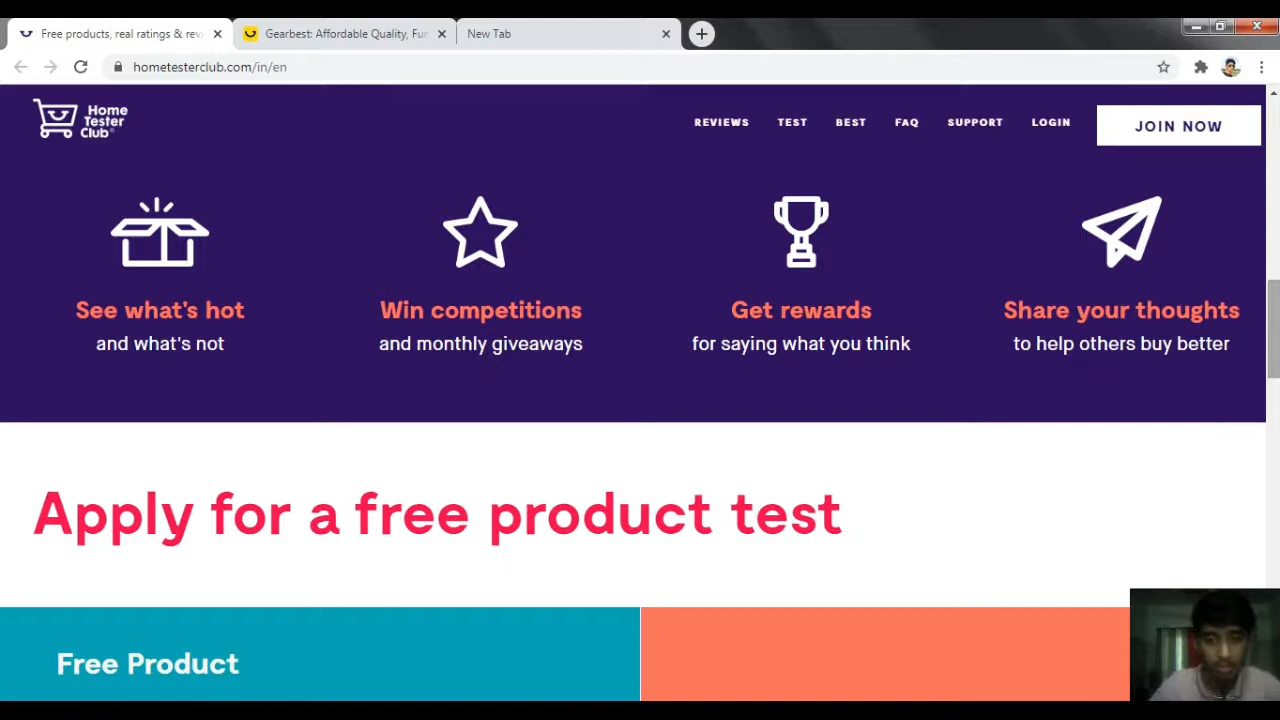 Free products, real ratings & rev
Gearbest: Affordable Quality, Fu
New Tab
hometesterclub.com/in/en
Home
Tester
Club
REVIEWS TEST BEST FAQ SUPPORT LOGIN JOIN NOW
See what's hot
and what's not
Win competitions
and monthly giveaways
Get rewards
for saying what you think
Share your thoughts
to help others buy better
Apply for a free product test
Free Product